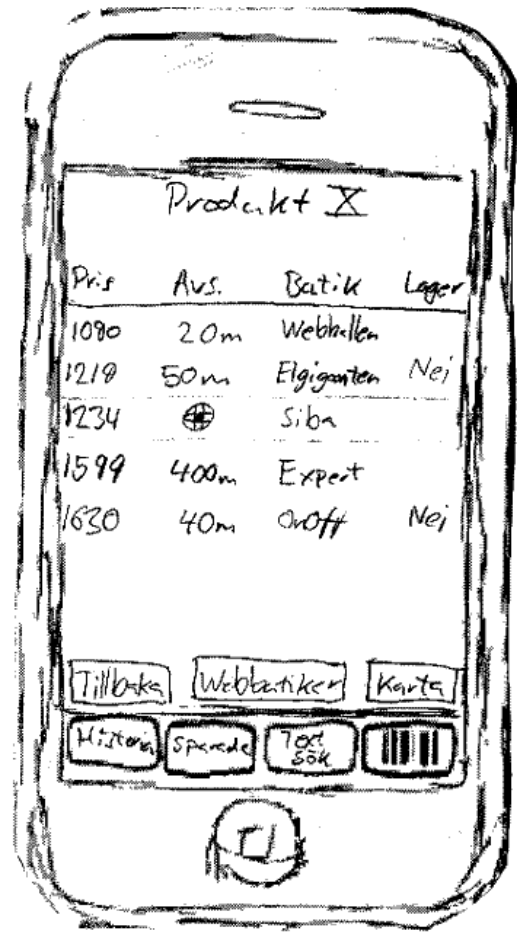 Produkt X
Pris Avs. Butik Lager
1080 20m Webhallen
1218 50m Elgiganten Nej
1234 Siba
1599 400m Expert
1630 40m OnOff Nej
Tillbaka Webbutiker Karta
Historia Sparade Text sök